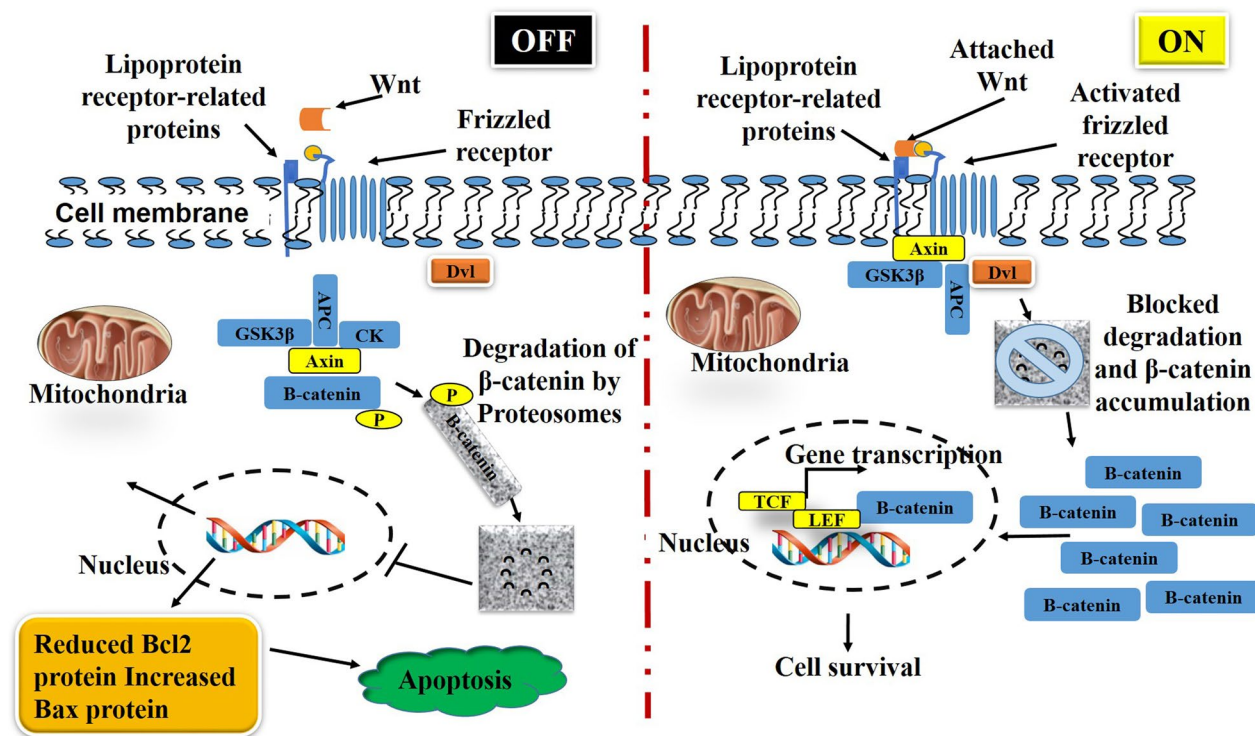 OFF
Lipoprotein
receptor-related
proteins
Wnt
Frizzled
receptor
Cell membrane
Dvl
APC
GSK3β
CK
Axin
B-catenin
P
Mitochondria
Degradation of
β-catenin by
Proteosomes
P
B-catenin
Nucleus
Reduced Bcl2
protein Increased
Bax protein
Apoptosis
ON
Lipoprotein
receptor-related
proteins
Attached
Wnt
Activated
frizzled
receptor
Axin
GSK3β
APC
Dvl
Mitochondria
Blocked
degradation
and β-catenin
accumulation
Gene transcription
TCF
LEF
B-catenin
Nucleus
B-catenin
B-catenin
B-catenin
B-catenin
B-catenin
B-catenin
Cell survival